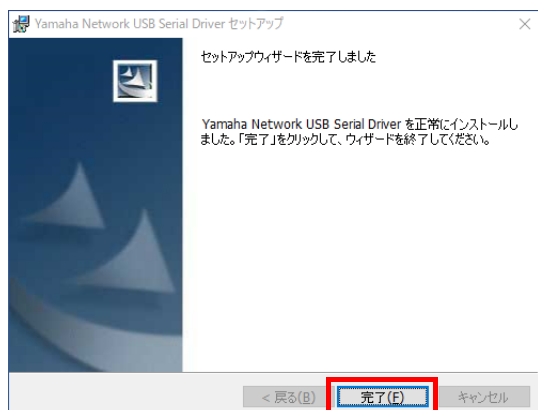 Yamaha Network USB Serial Driver セットアップ
セットアップウィザードを完了しました
Yamaha Network USB Serial Driver を正常にインストールし
ました。「完了」をクリックして、ウィザードを終了してください。
< 戻る(B)
完了(F)
キャンセル